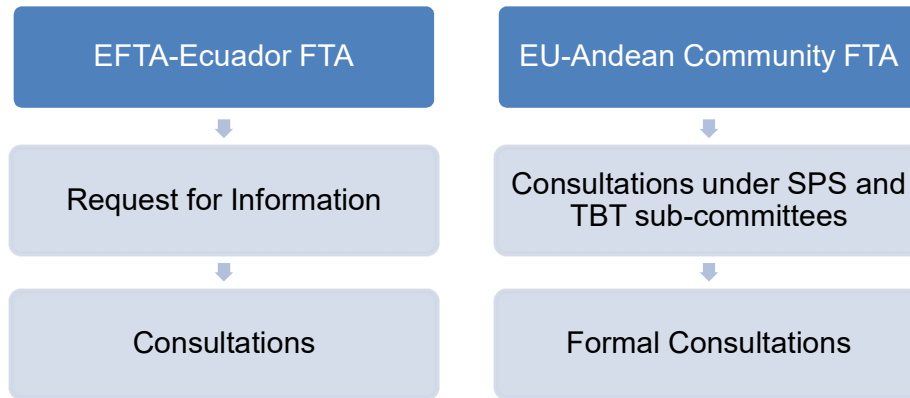 EFTA-Ecuador FTA
Request for Information
Consultations
EU-Andean Community FTA
Consultations under SPS and
TBT sub-committees
Formal Consultations